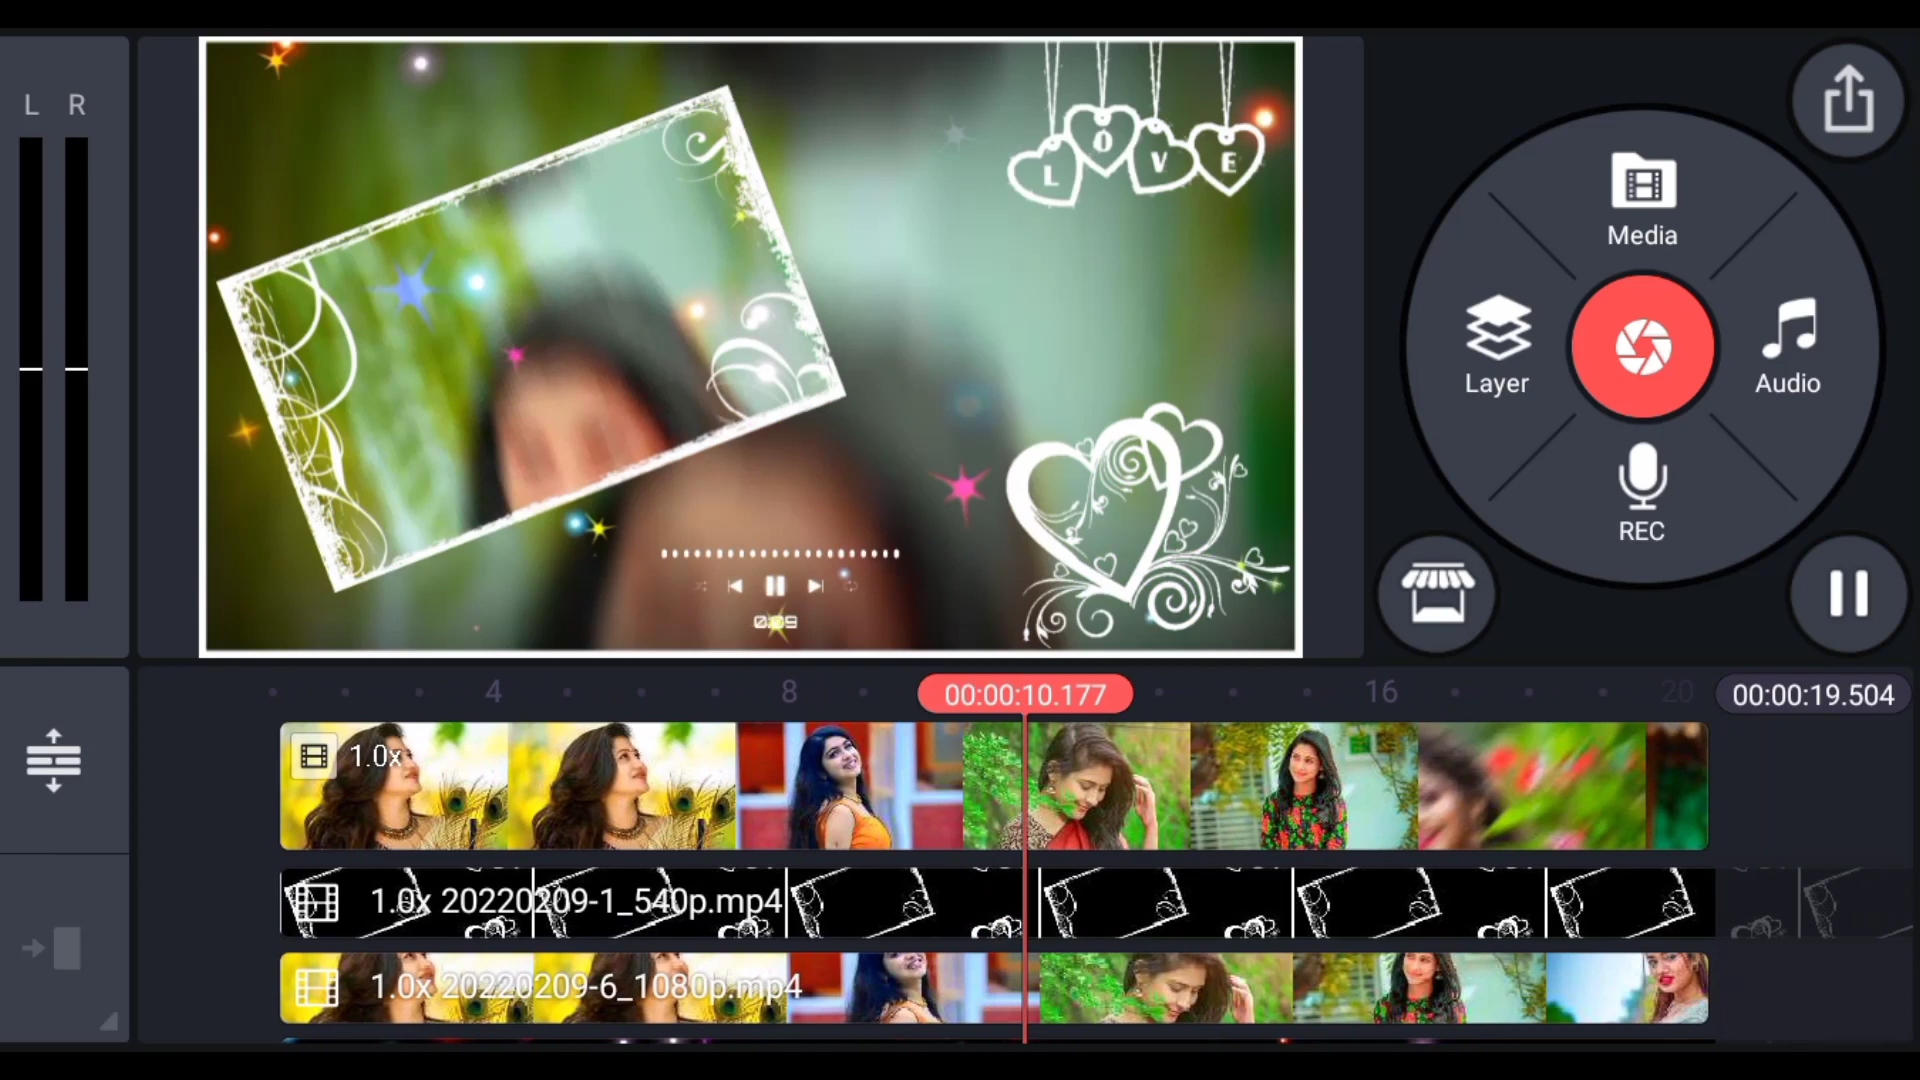 L R
L O V E
0:09
Media
Layer
Audio
REC
4
8
00:00:10.177
16
20
00:00:19.504
1.0x
1.0x 20220209-1_540p.mp4
1.0x 20220209-6_1080p.mp4